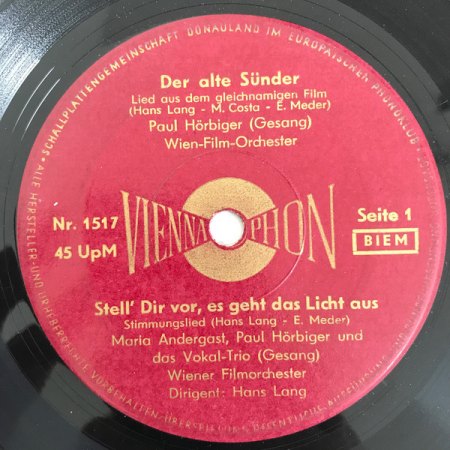 SCHALLPLATTENGEMEINSCHAFT DONAULAND IM EUROPÄISCHEN PHONOKLUB
Der alte Sünder
Lied aus dem gleichnamigen Film
(Hans Lang - M. Costa - E. Meder)
Paul Hörbiger (Gesang)
Wien-Film-Orchester
Nr. 1517
45 UpM
VIENNAPHON
Seite 1
BIEM
Stell' Dir vor, es geht das Licht aus
Stimmungslied (Hans Lang - E. Meder)
Maria Andergast, Paul Hörbiger und
das Vokal-Trio (Gesang)
Wiener Filmorchester
Dirigent: Hans Lang
ALLE HERSTELLER- UND URHEBERRECHTE VORBEHALTEN